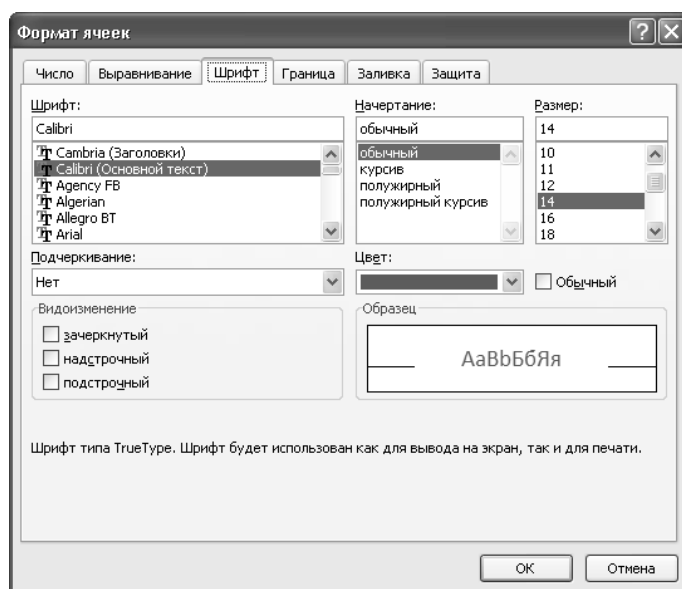 Формат ячеек
Число Выравнивание Шрифт Граница Заливка Защита
Шрифт: Начертание: Размер:
Calibri обычный 14
Cambria (Заголовки) обычный 10
Calibri (Основной текст) курсив 11
Agency FB полужирный 12
Algerian полужирный курсив 14
Allegro BT 16
Arial 18
Подчеркивание: Цвет:
Нет Обычный
Видоизменение Образец
зачеркнутый
надстрочный AaBbБбЯя
подстрочный
Шрифт типа TrueType. Шрифт будет использован как для вывода на экран, так и для печати.
ОК Отмена